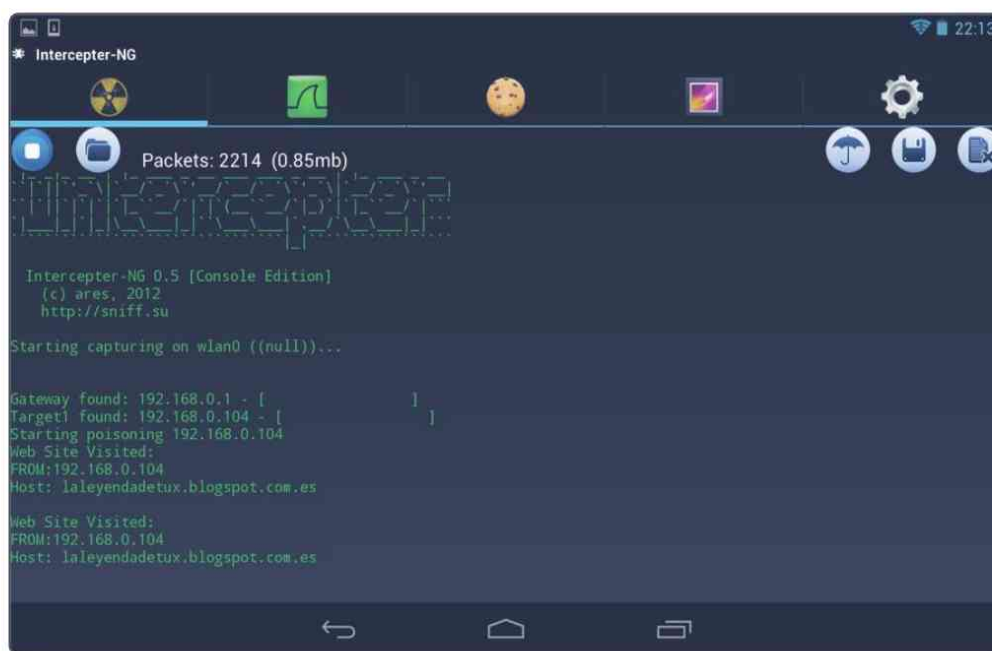 22:13
Intercepter-NG
Packets: 2214 (0.85mb)
Intercepter
Intercepter-NG 0.5 [Console Edition]
(c) ares, 2012
http://sniff.su
Starting capturing on wlan0 ((null))...
Gateway found: 192.168.0.1 - [ ]
Target1 found: 192.168.0.104 - [ ]
Starting poisoning 192.168.0.104
Web Site Visited:
FROM:192.168.0.104
Host: laleyendadetux.blogspot.com.es
Web Site Visited:
FROM:192.168.0.104
Host: laleyendadetux.blogspot.com.es